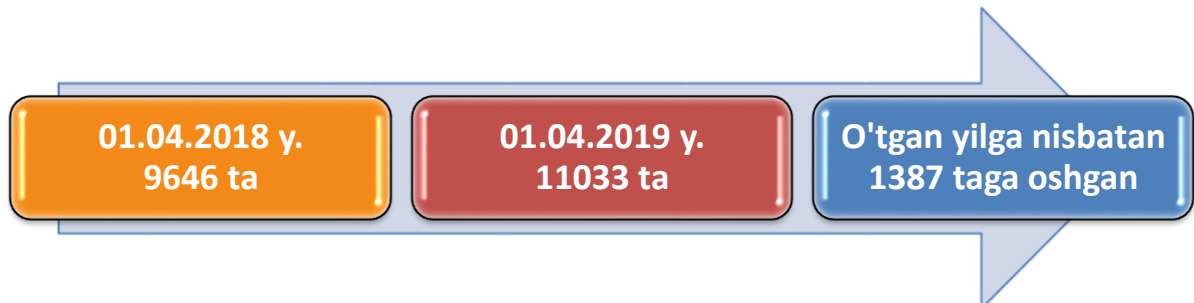 01.04.2018 y.
9646 ta
01.04.2019 y.
11033 ta
O'tgan yilga nisbatan
1387 taga oshgan